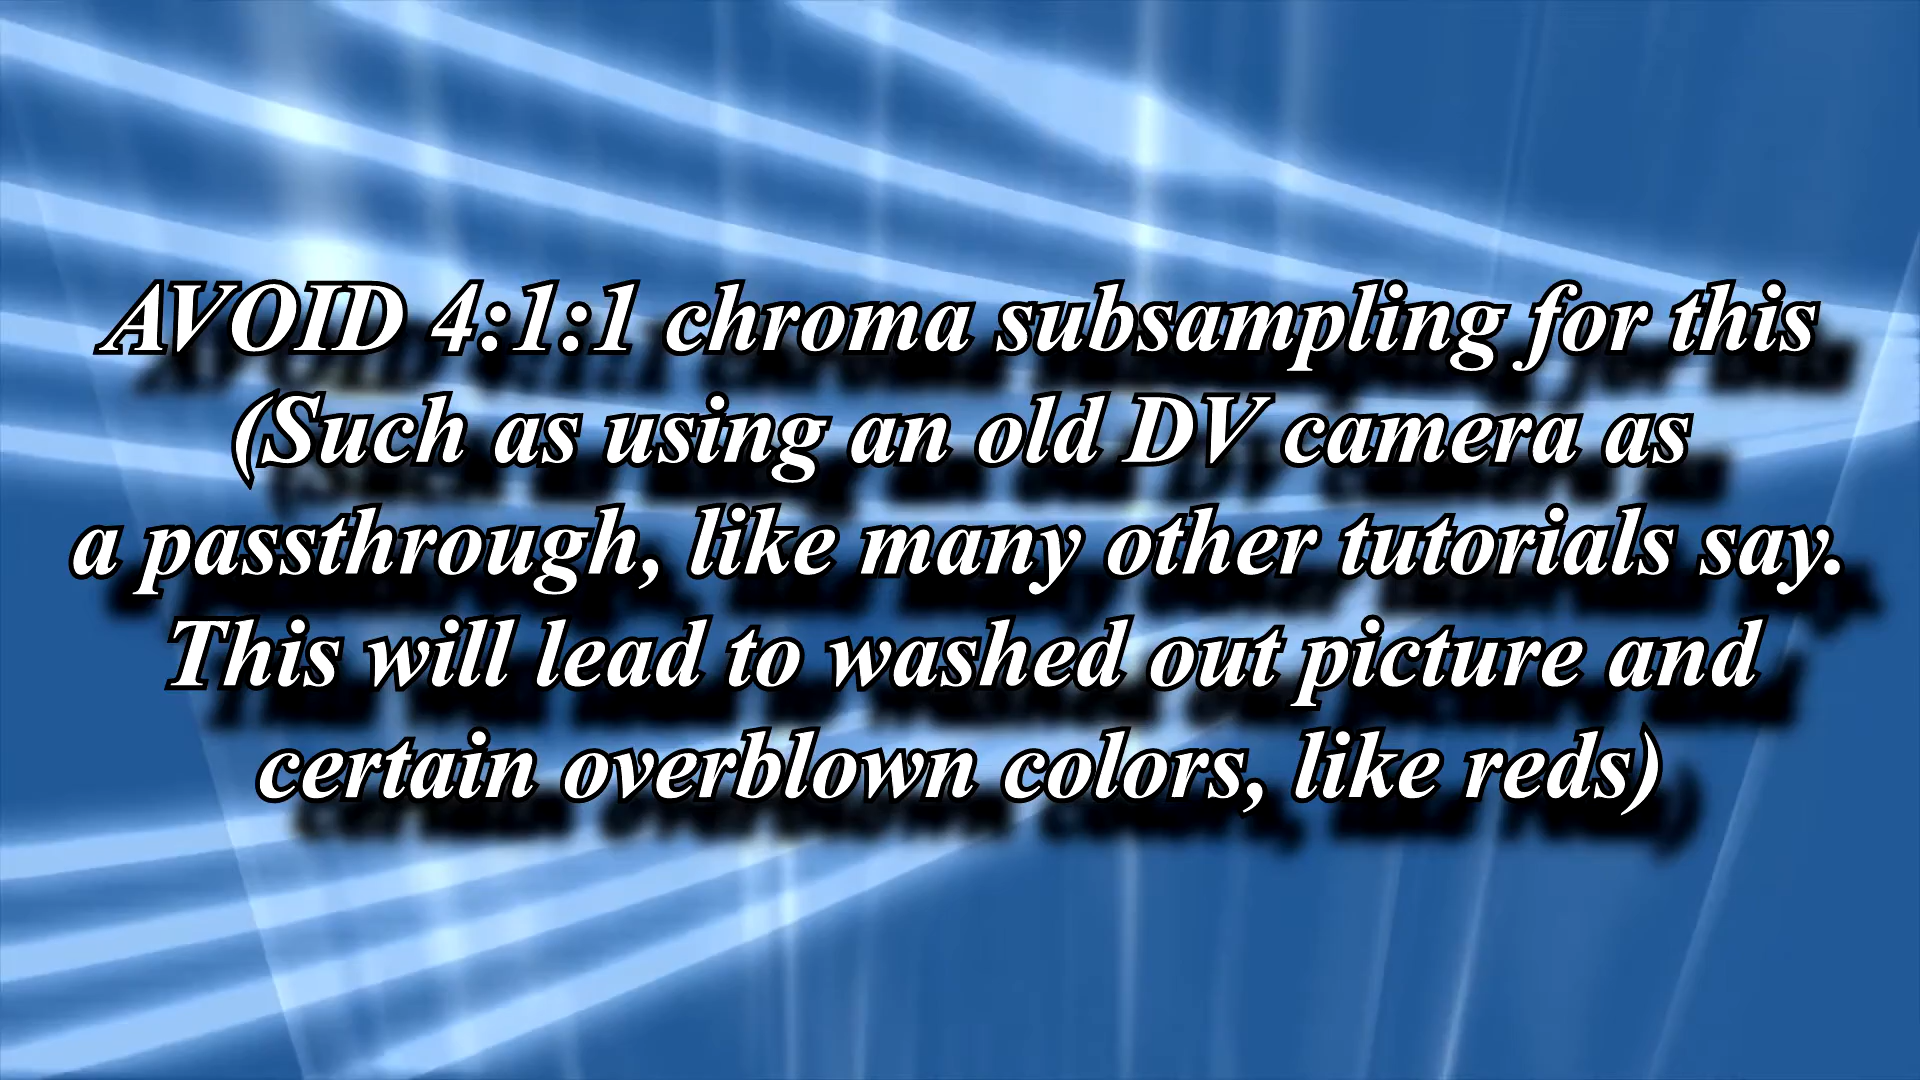 AVOID 4:1:1 chroma subsampling for this
(Such as using an old DV camera as
a passthrough, like many other tutorials say.
This will lead to washed out picture and
certain overblown colors, like reds)